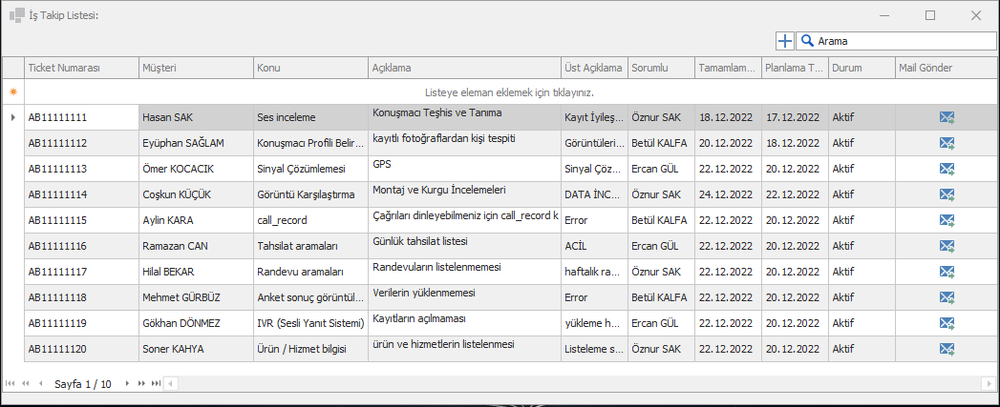 İş Takip Listesi:
Arama
Ticket Numarası Müşteri Konu Açıklama Üst Açıklama Sorumlu Tamamlam... Planlama T... Durum Mail Gönder
Listeye eleman eklemek için tıklayınız.
AB11111111 Hasan SAK Ses inceleme Konuşmacı Teşhis ve Tanıma Kayıt İyileş... Öznur SAK 18.12.2022 17.12.2022 Aktif
AB11111112 Eyüphan SAĞLAM Konuşmacı Profili Belir... kayıtlı fotoğraflardan kişi tespiti Görüntüleri... Betül KALFA 20.12.2022 18.12.2022 Aktif
AB11111113 Ömer KOCACIK Sinyal Çözümlemesi GPS Sinyal Çöz... Ercan GÜL 22.12.2022 20.12.2022 Aktif
AB11111114 Coşkun KÜÇÜK Görüntü Karşılaştırma Montaj ve Kurgu İncelemeleri DATA İNC... Öznur SAK 24.12.2022 22.12.2022 Aktif
AB11111115 Aylin KARA call_record Çağrıları dinleyebilmeniz için call_record k Error Betül KALFA 22.12.2022 20.12.2022 Aktif
AB11111116 Ramazan CAN Tahsilat aramaları Günlük tahsilat listesi ACİL Ercan GÜL 22.12.2022 20.12.2022 Aktif
AB11111117 Hilal BEKAR Randevu aramaları Randevuların listelenmemesi haftalık ra... Öznur SAK 22.12.2022 20.12.2022 Aktif
AB11111118 Mehmet GÜRBÜZ Anket sonuç görüntül... Verilerin yüklenmemesi Error Betül KALFA 22.12.2022 20.12.2022 Aktif
AB11111119 Gökhan DÖNMEZ IVR (Sesli Yanıt Sistemi) Kayıtların açılmaması yükleme h... Ercan GÜL 22.12.2022 20.12.2022 Aktif
AB11111120 Soner KAHYA Ürün / Hizmet bilgisi ürün ve hizmetlerin listelenmesi Listeleme s... Öznur SAK 22.12.2022 20.12.2022 Aktif
Sayfa 1 / 10